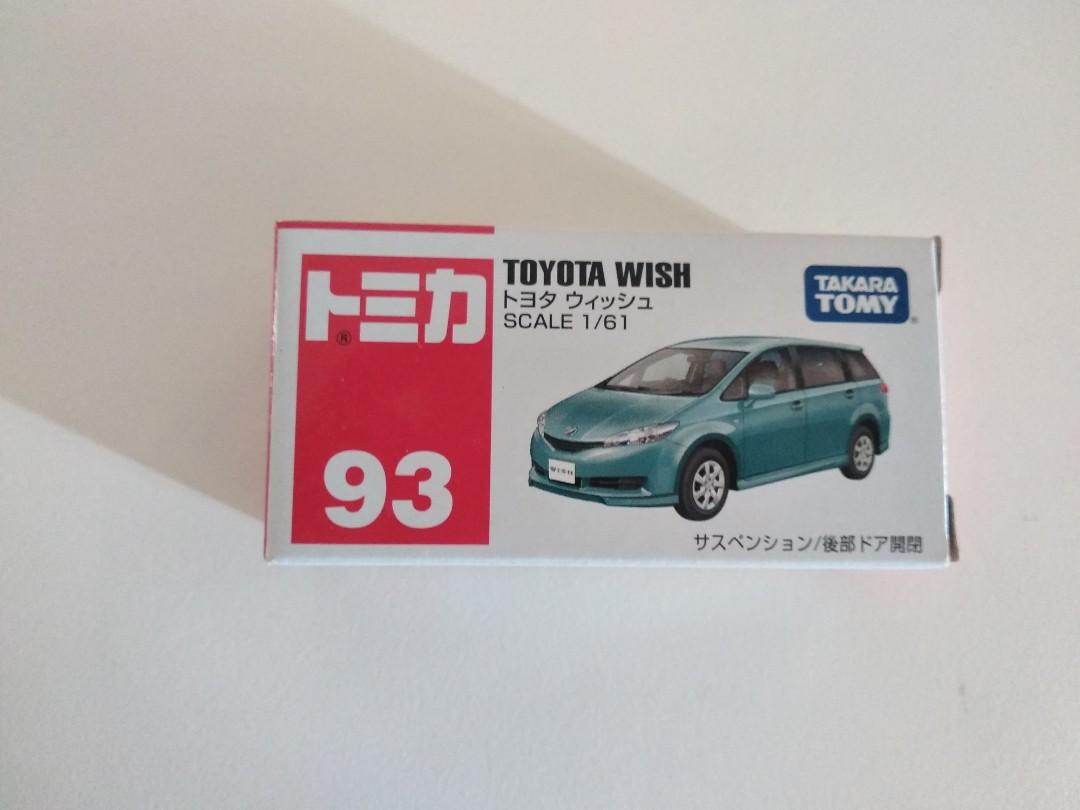 トミカ
®
93
TOYOTA WISH
トヨタ ウィッシュ
SCALE 1/61
TAKARA
TOMY
WISH
サスペンション/後部ドア開閉